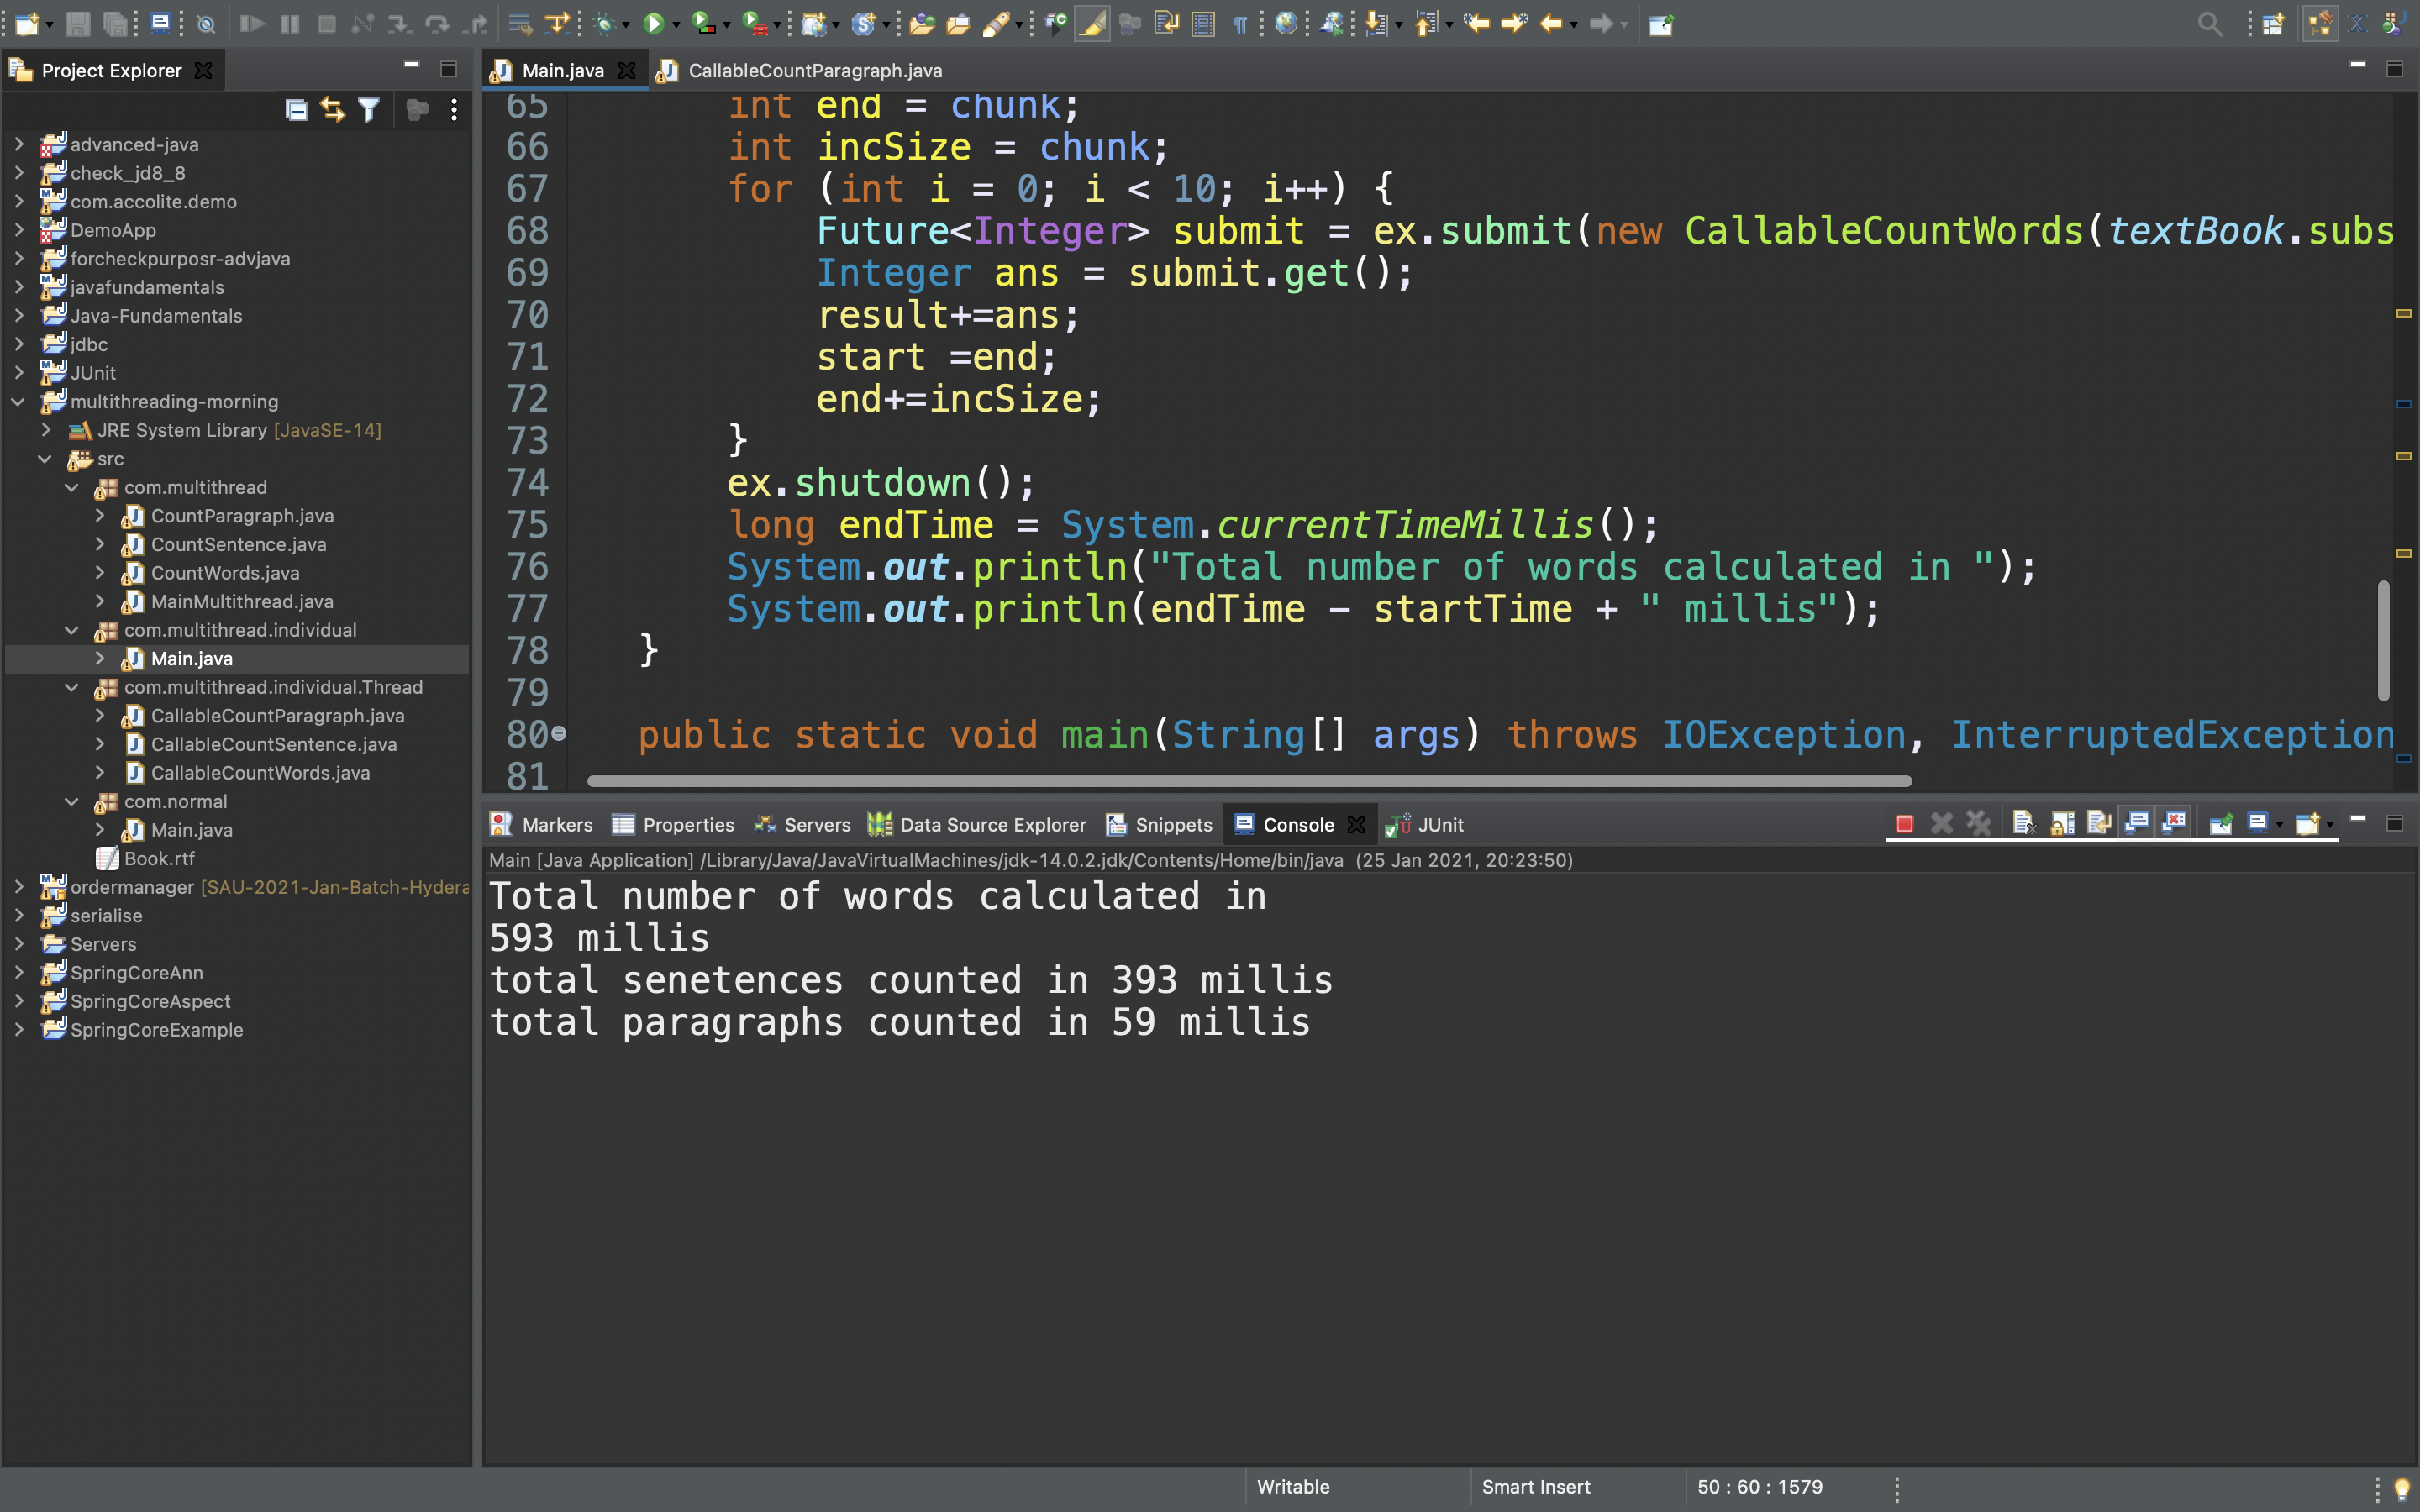 Project Explorer
advanced-java
check_jd8_8
com.accolite.demo
DemoApp
forcheckpurposr-advjava
javafundamentals
Java-Fundamentals
jdbc
JUnit
multithreading-morning
JRE System Library [JavaSE-14]
src
com.multithread
CountParagraph.java
CountSentence.java
CountWords.java
MainMultithread.java
com.multithread.individual
Main.java
com.multithread.individual.Thread
CallableCountParagraph.java
CallableCountSentence.java
CallableCountWords.java
com.normal
Main.java
Book.rtf
ordermanager [SAU-2021-Jan-Batch-Hydera
serialise
Servers
SpringCoreAnn
SpringCoreAspect
SpringCoreExample
Main.java CallableCountParagraph.java
65 int end = chunk;
66 int incSize = chunk;
67 for (int i = 0; i < 10; i++) {
68 Future<Integer> submit = ex.submit(new CallableCountWords(textBook.subs
69 Integer ans = submit.get();
70 result+=ans;
71 start =end;
72 end+=incSize;
73 }
74 ex.shutdown();
75 long endTime = System.currentTimeMillis();
76 System.out.println("Total number of words calculated in ");
77 System.out.println(endTime - startTime + " millis");
78 }
79
80 public static void main(String[] args) throws IOException, InterruptedException
81
Markers Properties Servers Data Source Explorer Snippets Console JUnit
Main [Java Application] /Library/Java/JavaVirtualMachines/jdk-14.0.2.jdk/Contents/Home/bin/java (25 Jan 2021, 20:23:50)
Total number of words calculated in
593 millis
total senetences counted in 393 millis
total paragraphs counted in 59 millis
Writable Smart Insert 50 : 60 : 1579